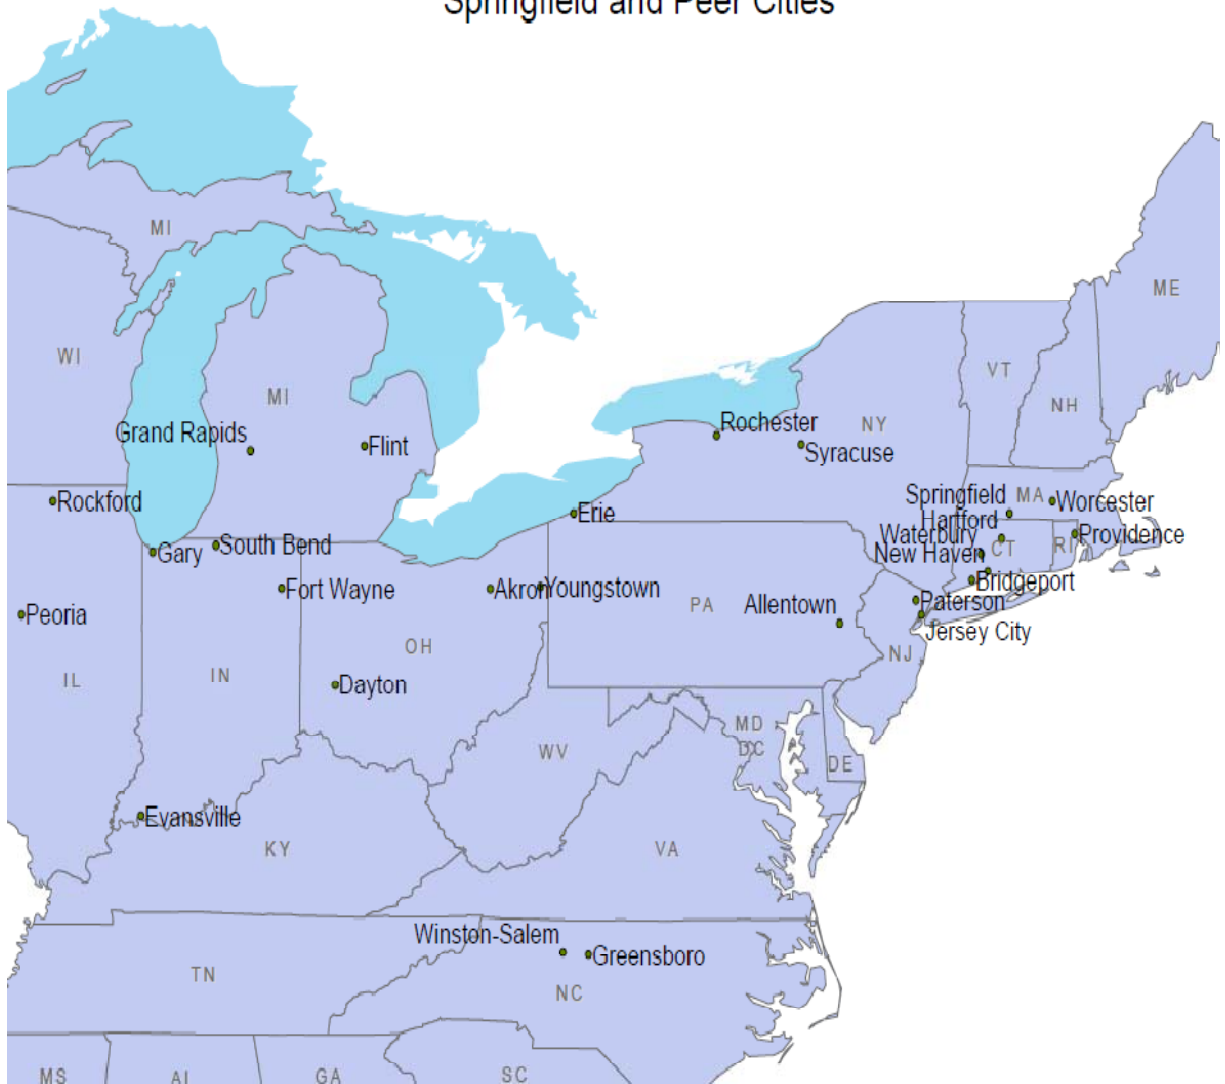 Springfield and Peer Cities
MI
ME
WI
VT
MI
NH
Rochester
NY
Grand Rapids
Flint
Syracuse
Springfield
MA
Worcester
Rockford
Erie
Hartford
Waterbury
Providence
South Bend
RI
CT
Gary
New Haven
Bridgeport
Fort Wayne
Akron
Youngstown
Paterson
PA
Allentown
Peoria
Jersey City
OH
NJ
IL
IN
Dayton
MD
DC
WV
DE
Evansville
KY
VA
Winston-Salem
Greensboro
TN
NC
MS
AL
GA
SC